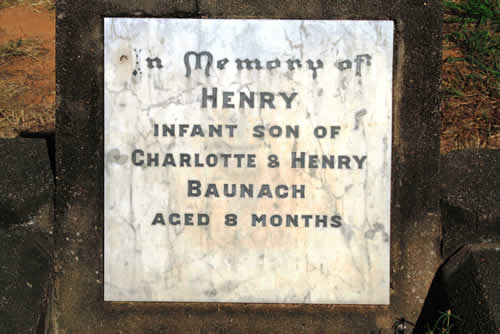 In Memory of
HENRY
INFANT SON OF
CHARLOTTE & HENRY
BAUNACH
AGED 8 MONTHS